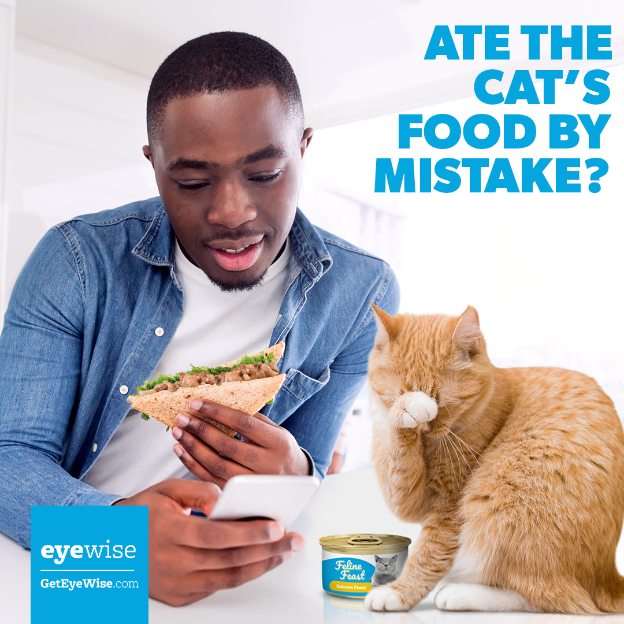 ATE THE
CAT'S
FOOD BY
MISTAKE?
Feline
Feast
Salmon Feast
eyewise
GetEyeWise.com